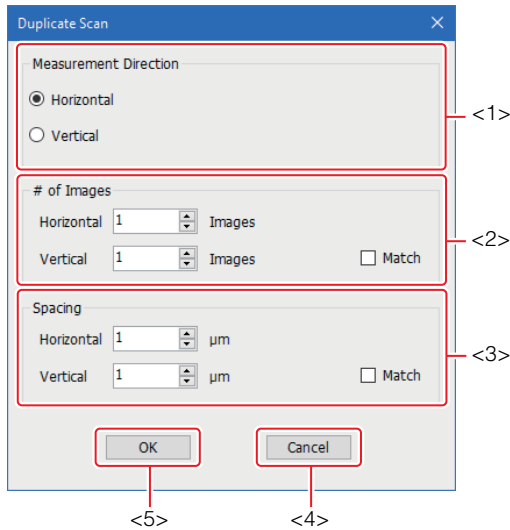 Duplicate Scan
Measurement Direction
Horizontal
<1>
Vertical
# of Images
Horizontal 1 Images
<2>
Vertical 1 Images Match
Spacing
Horizontal 1 µm
<3>
Vertical 1 µm Match
OK Cancel
<5> <4>